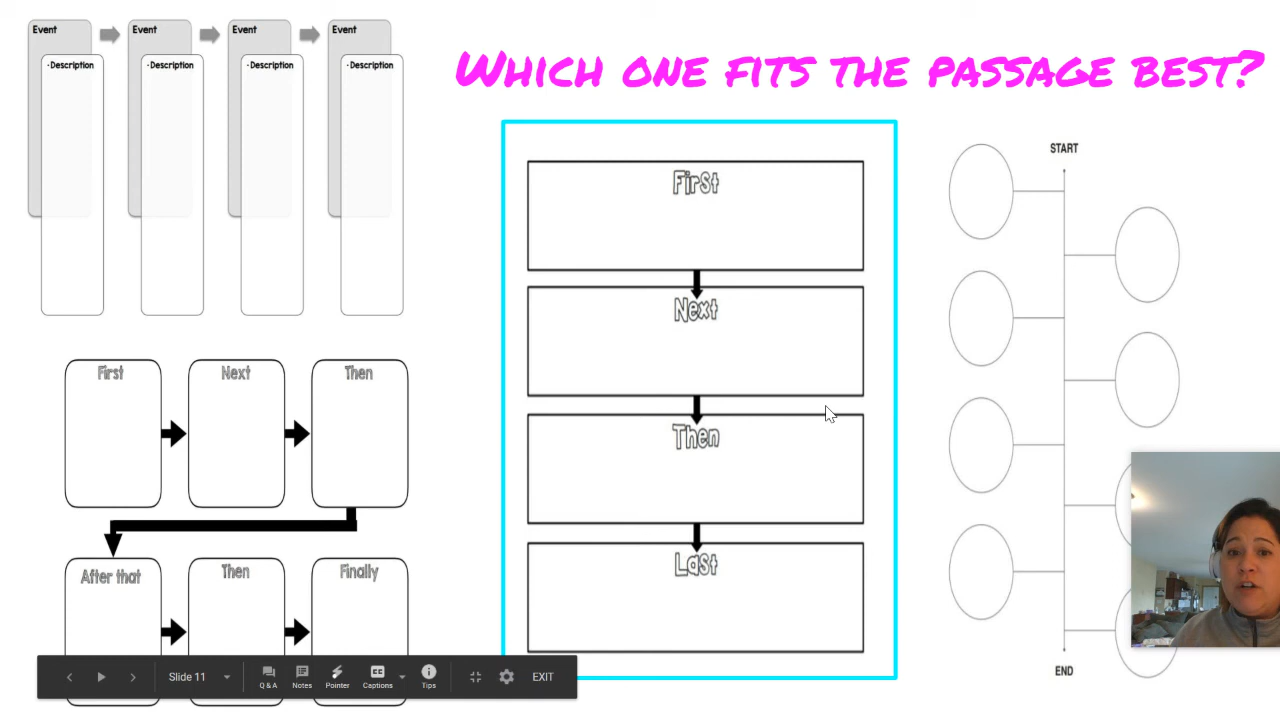 Which one fits the passage best?
Event
Event
Event
Event
·Description
·Description
·Description
·Description
First
Next
Then
After that
Then
Finally
First
Next
Then
Last
START
END
Slide 11
Q & A
Notes
Pointer
CC
Captions
Tips
EXIT